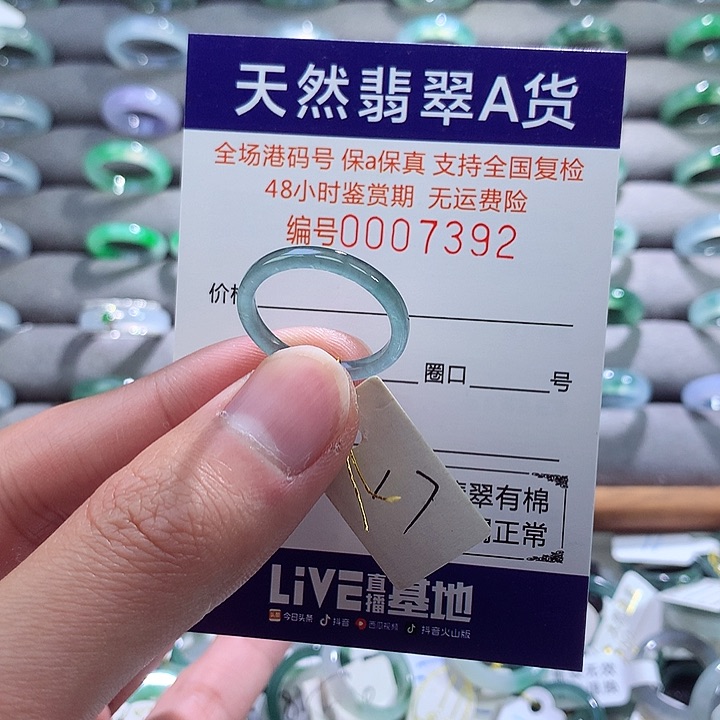 天然翡翠A货
全场港码号 保a保真 支持全国复检
48小时鉴赏期 无运费险
编号0007392
价格
圈口 号
翡翠有棉
正常
17
LiVE直播基地
今日头条 抖音 西瓜视频 抖音火山版